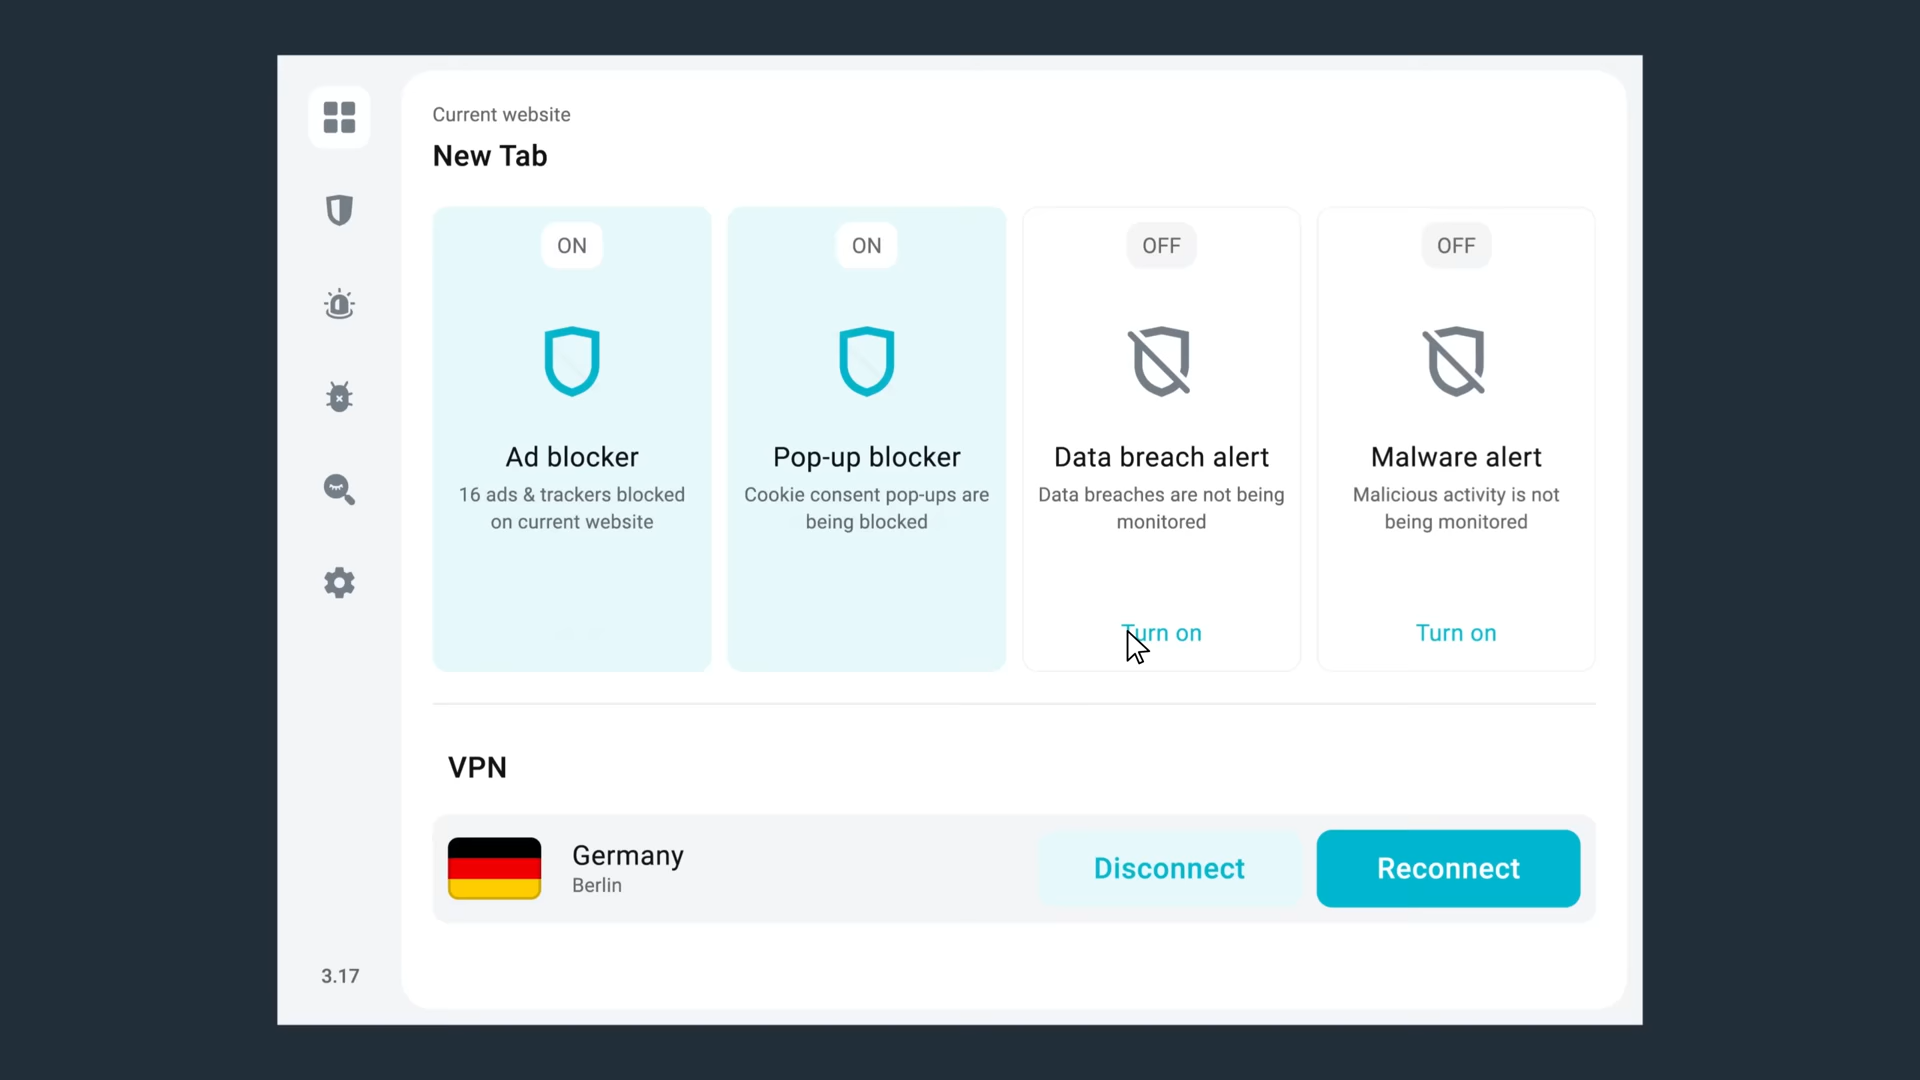 Current website
New Tab
ON
Ad blocker
16 ads & trackers blocked
on current website
ON
Pop-up blocker
Cookie consent pop-ups are
being blocked
OFF
Data breach alert
Data breaches are not being
monitored
Turn on
OFF
Malware alert
Malicious activity is not
being monitored
Turn on
VPN
Germany
Berlin
Disconnect
Reconnect
3.17